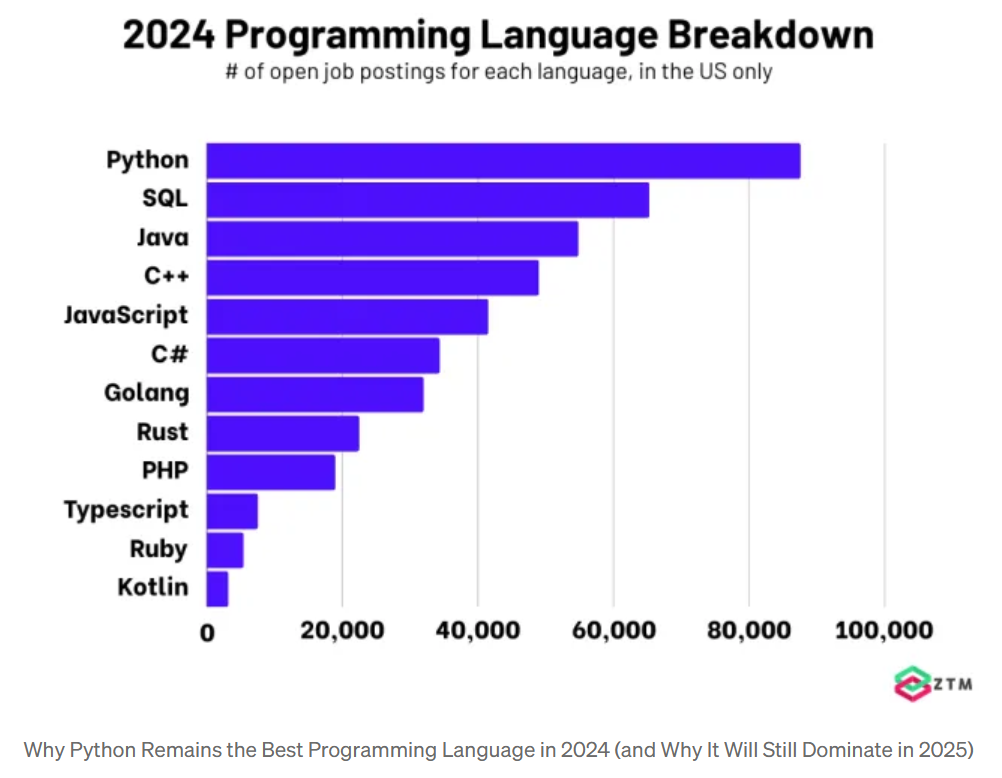 2024 Programming Language Breakdown
# of open job postings for each language, in the US only
Python
SQL
Java
C++
JavaScript
C#
Golang
Rust
PHP
Typescript
Ruby
Kotlin
0 20,000 40,000 60,000 80,000 100,000
ZTM
Why Python Remains the Best Programming Language in 2024 (and Why It Will Still Dominate in 2025)